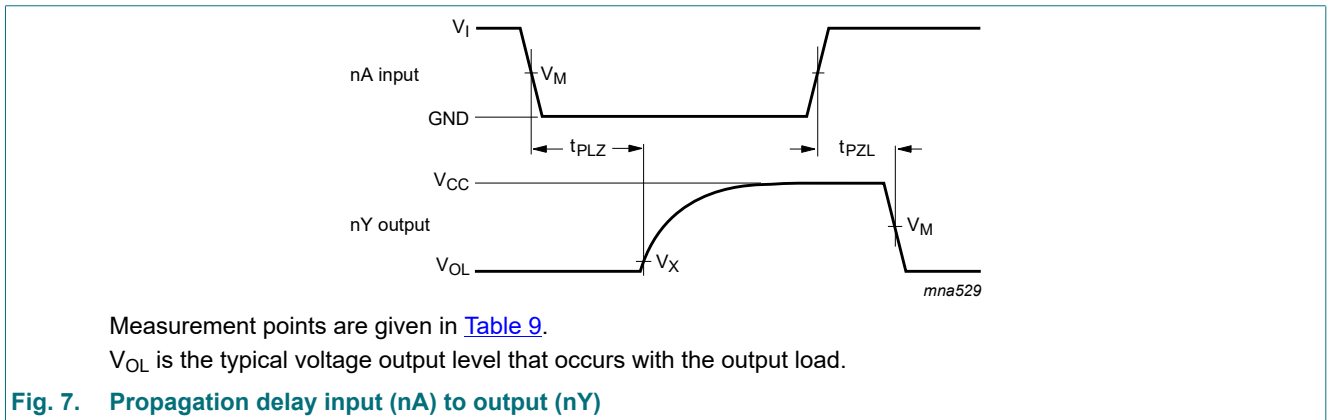 VI
nA input
VM
GND
tPLZ
tPZL
VCC
nY output
VM
VOL
VX
mna529
Measurement points are given in Table 9.
VOL is the typical voltage output level that occurs with the output load.
Fig. 7. Propagation delay input (nA) to output (nY)